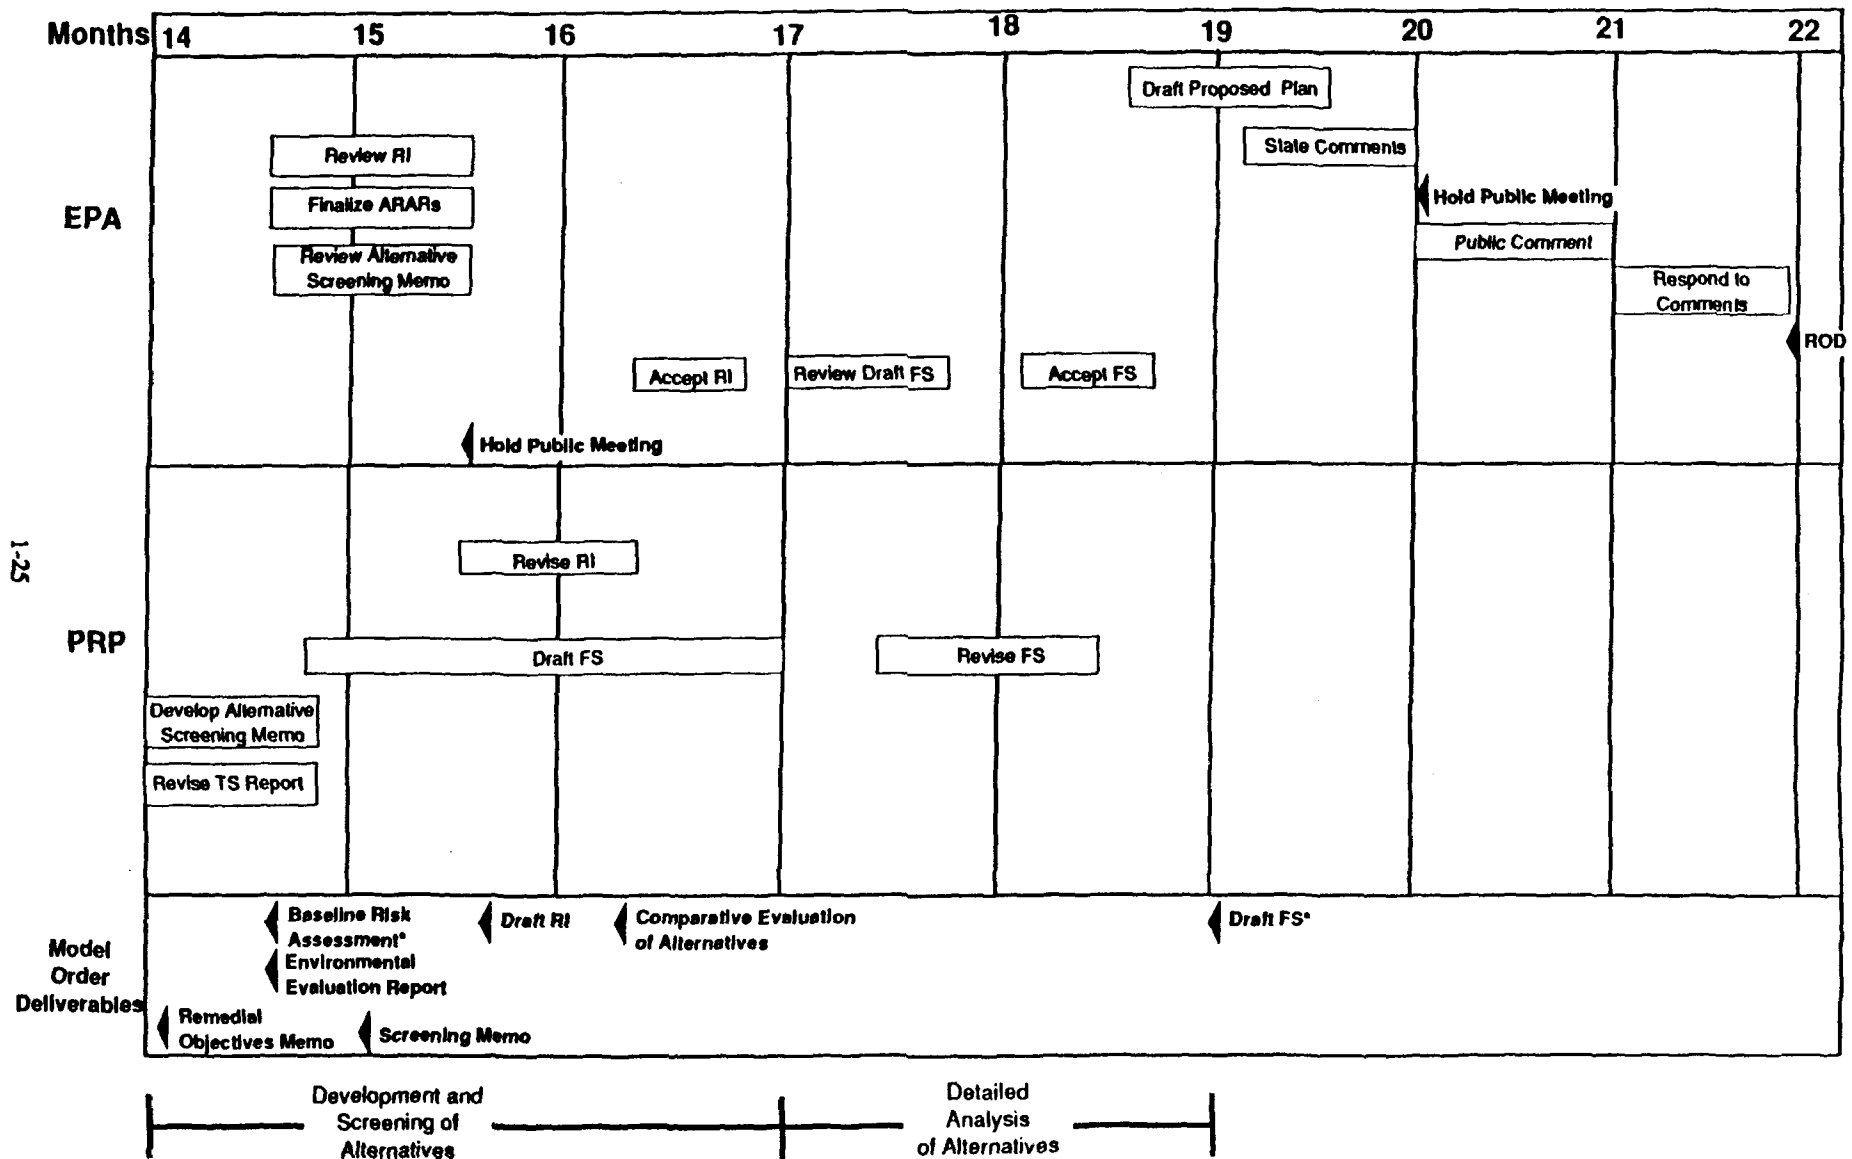 Months 14 15 16 17 18 19 20 21 22
Draft Proposed Plan
State Comments
Review RI
Finalize ARARs
Hold Public Meeting
EPA
Public Comment
Review Alternative
Screening Memo
Respond to
Comments
ROD
Accept RI
Review Draft FS
Accept FS
Hold Public Meeting
1-25
Revise RI
PRP
Draft FS
Revise FS
Develop Alternative
Screening Memo
Revise TS Report
Model
Order
Deliverables
Baseline Risk
Assessment*
Draft RI
Comparative Evaluation
of Alternatives
Draft FS*
Environmental
Evaluation Report
Remedial
Objectives Memo
Screening Memo
Development and
Screening of
Alternatives
Detailed
Analysis
of Alternatives